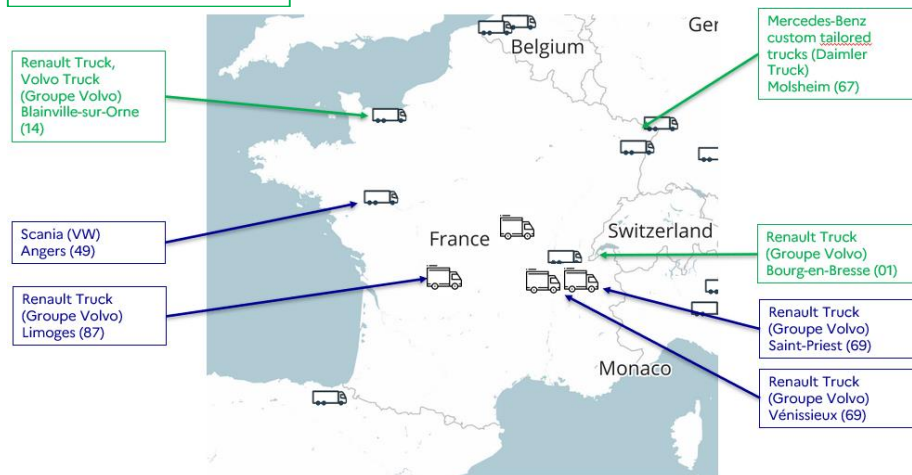 Belgium
Ger
Mercedes-Benz
custom tailored
trucks (Daimler
Truck)
Molsheim (67)
Renault Truck,
Volvo Truck
(Groupe Volvo)
Blainville-sur-Orne
(14)
Scania (VW)
Angers (49)
France
Switzerland
Renault Truck
(Groupe Volvo)
Bourg-en-Bresse (01)
Renault Truck
(Groupe Volvo)
Limoges (87)
Renault Truck
(Groupe Volvo)
Saint-Priest (69)
Monaco
Renault Truck
(Groupe Volvo)
Vénissieux (69)